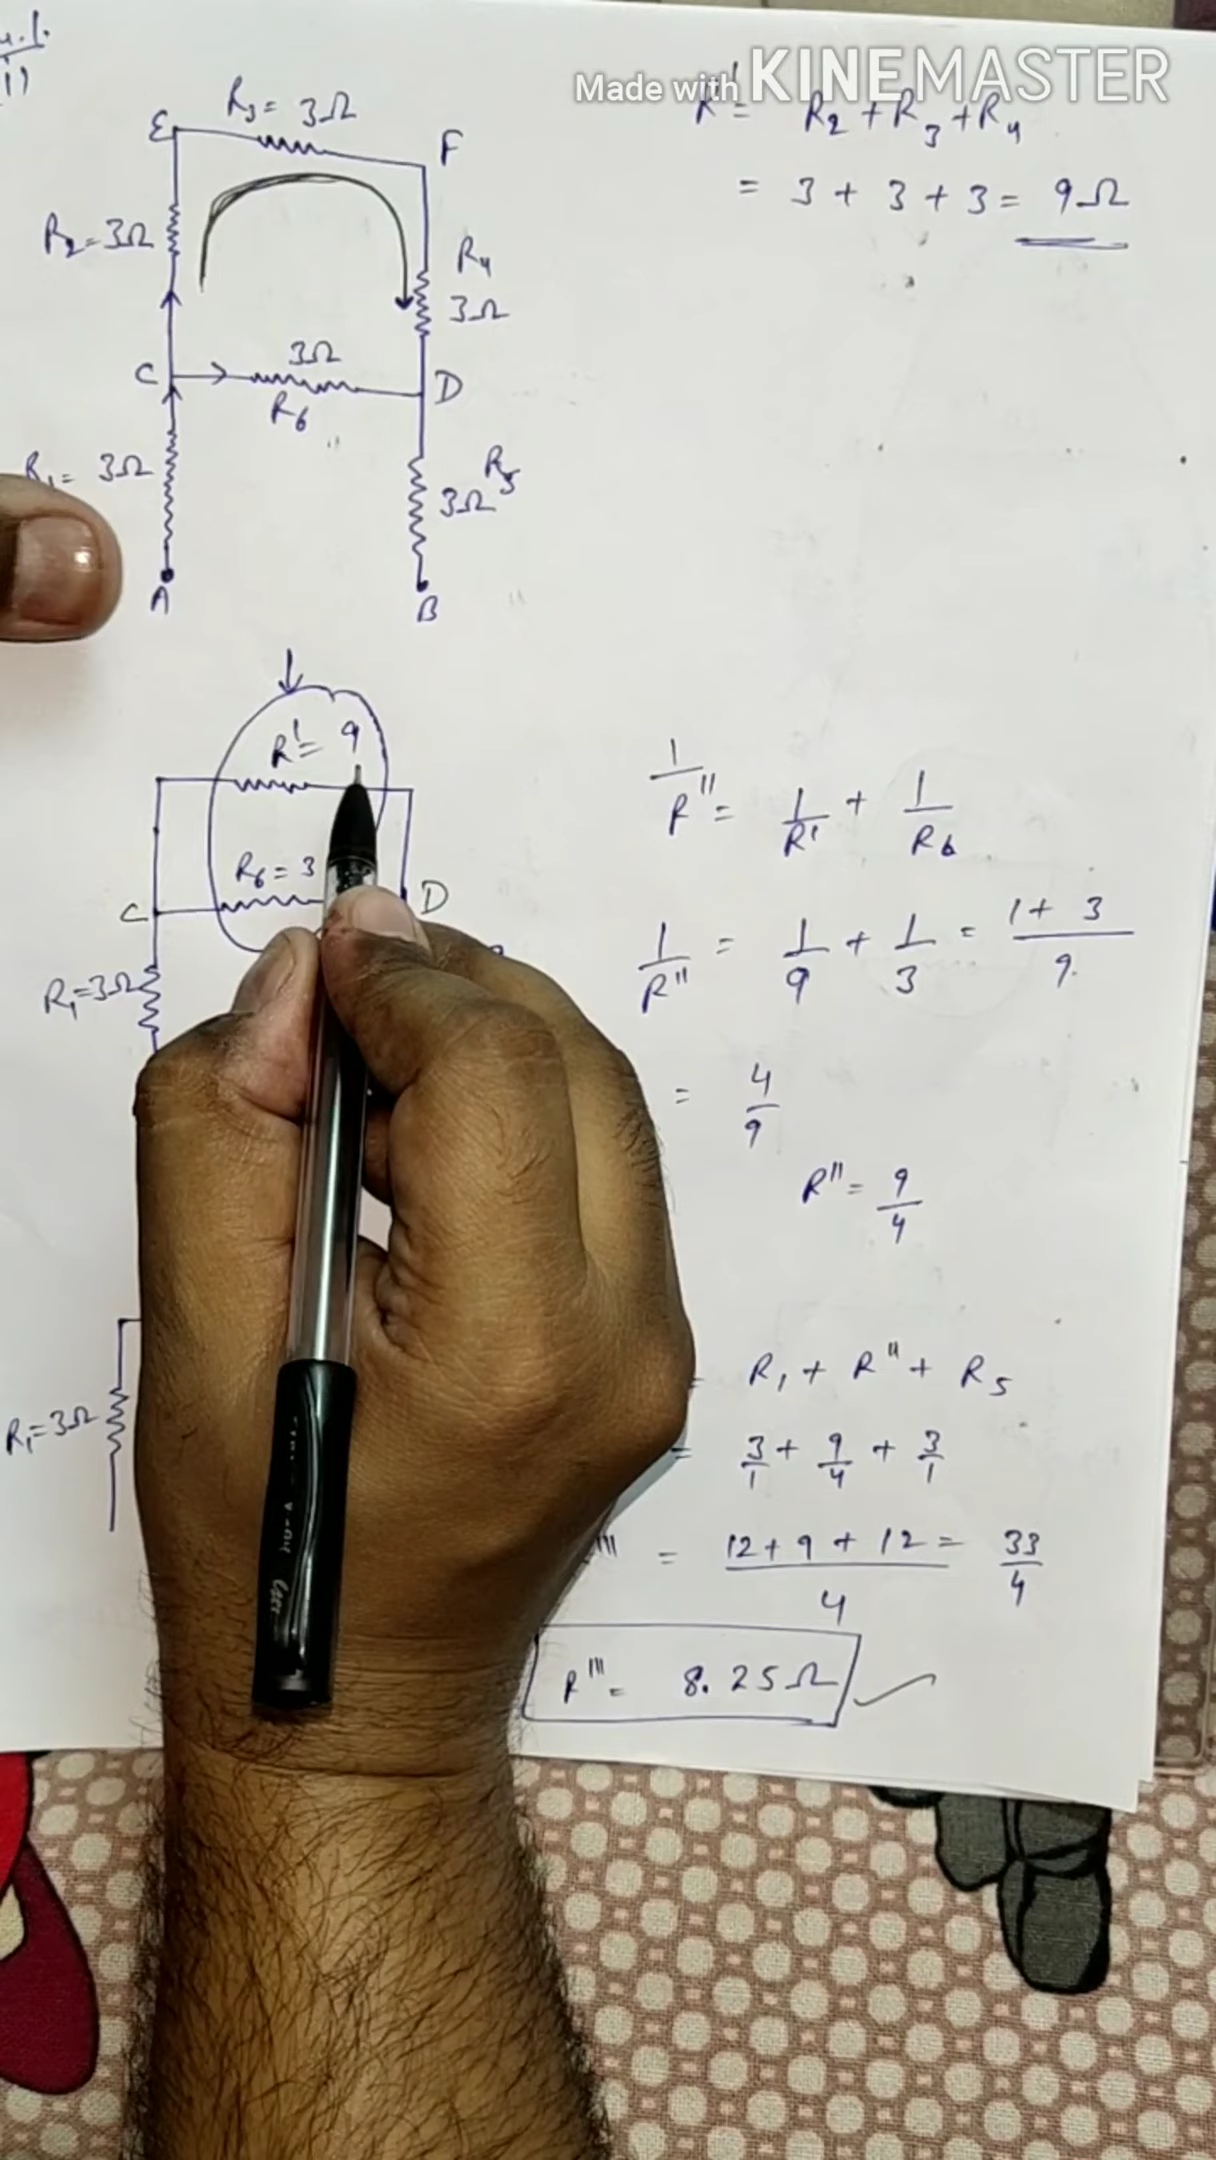 Made with KINEMASTER
R₃ = 3Ω
E
F
R₂ = 3Ω
R₄
3Ω
3Ω
C
D
R₆
R₁ = 3Ω
R₅
3Ω
A
B
R' = R₂ + R₃ + R₄
= 3 + 3 + 3 = 9Ω
R' = 9
R₆ = 3
C
D
R₁ = 3Ω
1/R'' = 1/R' + 1/R₆
1/R'' = 1/9 + 1/3 = 1 + 3/9
= 4/9
R'' = 9/4
R₁ = 3Ω
= R₁ + R'' + R₅
= 3/1 + 9/4 + 3/1
''' = 12 + 9 + 12/4 = 33/4
R''' = 8.25Ω